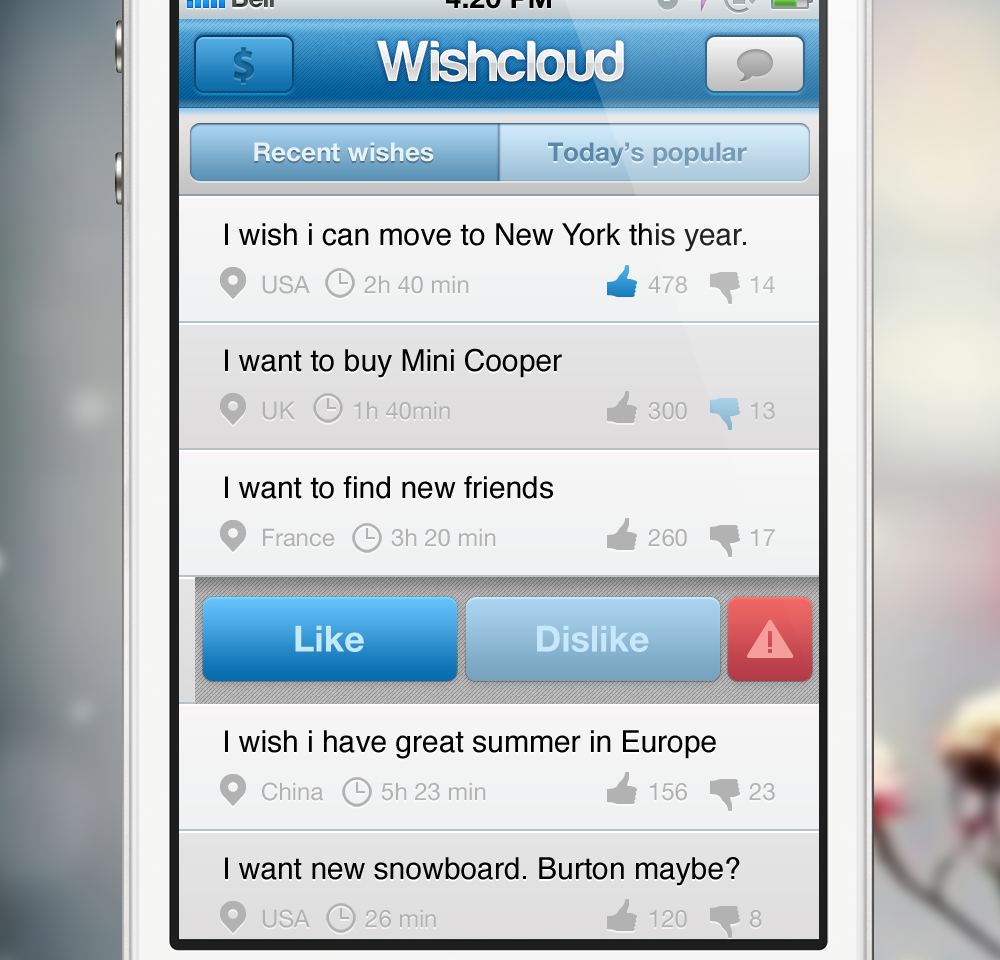 Bell 4:20 PM
$ Wishcloud
Recent wishes Today's popular
I wish i can move to New York this year.
USA 2h 40 min 478 14
I want to buy Mini Cooper
UK 1h 40min 300 13
I want to find new friends
France 3h 20 min 260 17
Like Dislike !
I wish i have great summer in Europe
China 5h 23 min 156 23
I want new snowboard. Burton maybe?
USA 26 min 120 8